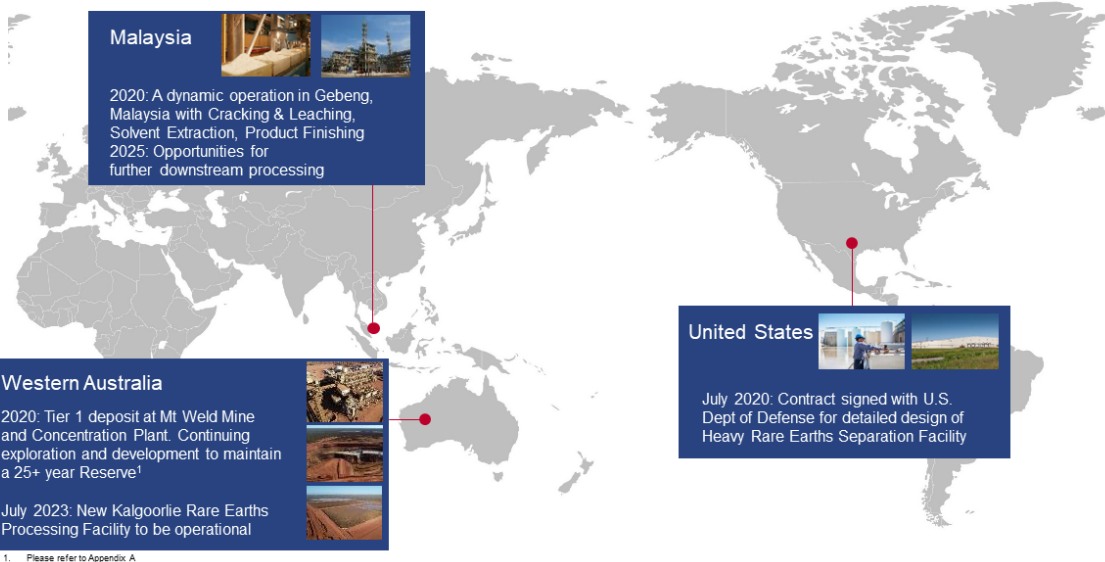 Malaysia
2020: A dynamic operation in Gebeng,
Malaysia with Cracking & Leaching,
Solvent Extraction, Product Finishing
2025: Opportunities for
further downstream processing
United States
July 2020: Contract signed with U.S.
Dept of Defense for detailed design of
Heavy Rare Earths Separation Facility
Western Australia
2020: Tier 1 deposit at Mt Weld Mine
and Concentration Plant. Continuing
exploration and development to maintain
a 25+ year Reserve¹
July 2023: New Kalgoorlie Rare Earths
Processing Facility to be operational
1. Please refer to Appendix A